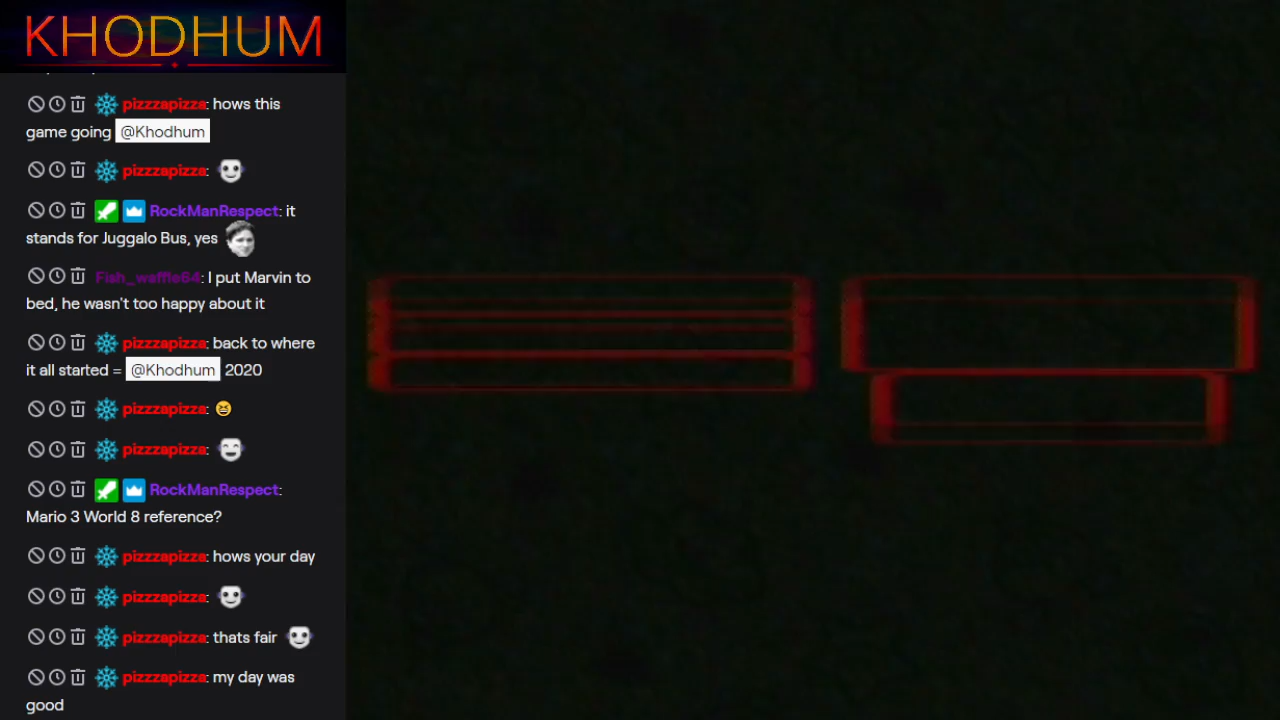 KHODHUM
pizzzapizza: hows this
game going @Khodhum
pizzzapizza:
RockManRespect: it
stands for Juggalo Bus, yes
Fish_waffle64: I put Marvin to
bed, he wasn't too happy about it
pizzzapizza: back to where
it all started = @Khodhum 2020
pizzzapizza:
pizzzapizza:
RockManRespect:
Mario 3 World 8 reference?
pizzzapizza: hows your day
pizzzapizza:
pizzzapizza: thats fair
pizzzapizza: my day was
good